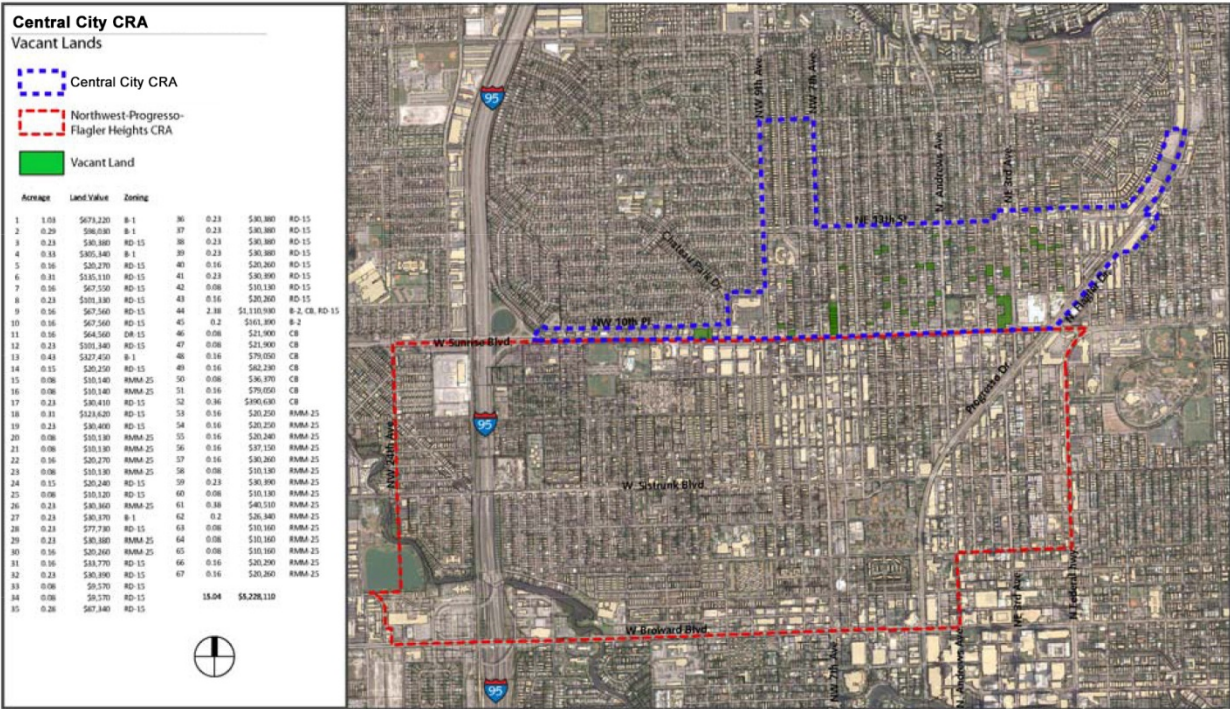 Central City CRA
Vacant Lands
Central City CRA
Northwest-Progresso-
Flagler Heights CRA
Vacant Land
Acreage Land Value Zoning
1 1.03 $673,220 B-1
2 0.29 $98,030 B-1
3 0.23 $30,380 RD-15
4 0.33 $305,340 B-1
5 0.16 $20,270 RD-15
6 0.31 $135,110 RD-15
7 0.16 $67,550 RD-15
8 0.23 $101,330 RD-15
9 0.16 $67,560 RD-15
10 0.16 $67,560 RD-15
11 0.16 $64,560 DR-15
12 0.23 $101,340 RD-15
13 0.43 $327,450 B-1
14 0.15 $20,250 RD-15
15 0.08 $10,140 RMM-25
16 0.08 $10,140 RMM-25
17 0.23 $30,410 RD-15
18 0.31 $123,620 RD-15
19 0.23 $30,400 RD-15
20 0.08 $10,130 RMM-25
21 0.08 $10,130 RMM-25
22 0.16 $20,270 RMM-25
23 0.08 $10,130 RMM-25
24 0.15 $20,240 RD-15
25 0.08 $10,120 RD-15
26 0.23 $30,360 RMM-25
27 0.23 $30,370 B-1
28 0.23 $77,730 RD-15
29 0.23 $30,380 RMM-25
30 0.16 $20,260 RMM-25
31 0.16 $33,770 RD-15
32 0.23 $30,390 RD-15
33 0.08 $9,570 RD-15
34 0.08 $9,570 RD-15
35 0.26 $67,340 RD-15
36 0.23 $30,380 RD-15
37 0.23 $30,380 RD-15
38 0.23 $30,380 RD-15
39 0.23 $30,380 RD-15
40 0.16 $20,260 RD-15
41 0.23 $30,390 RD-15
42 0.08 $10,130 RD-15
43 0.16 $20,260 RD-15
44 2.38 $1,110,930 B-2, CB, RD-15
45 0.2 $161,390 B-2
46 0.08 $21,900 CB
47 0.08 $21,900 CB
48 0.16 $79,050 CB
49 0.16 $82,230 CB
50 0.08 $36,370 CB
51 0.16 $79,050 CB
52 0.36 $390,630 CB
53 0.16 $20,250 RMM-25
54 0.16 $20,250 RMM-25
55 0.16 $20,240 RMM-25
56 0.16 $37,150 RMM-25
57 0.16 $30,260 RMM-25
58 0.08 $10,130 RMM-25
59 0.23 $30,390 RMM-25
60 0.08 $10,130 RMM-25
61 0.38 $40,510 RMM-25
62 0.2 $26,340 RMM-25
63 0.08 $10,160 RMM-25
64 0.08 $10,160 RMM-25
65 0.08 $10,160 RMM-25
66 0.16 $20,290 RMM-25
67 0.16 $20,260 RMM-25
15.04 $5,228,110
95
NW 9th Ave
NW 7th Ave
N. Andrews Ave
NE 3rd Ave
NE 13th St
Chateau Park Dr
NW 10th Pl
N Flagler Dr.
W Sunrise Blvd
Progresso Dr.
95
NW 24th Ave
W Sistrunk Blvd
N Federal Hwy
NE 3rd Ave
W Broward Blvd
NW 7th Ave
N. Andrews Ave
95